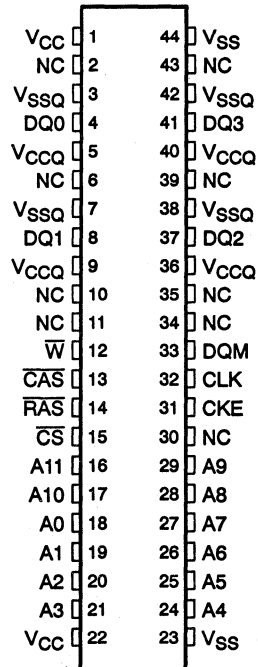 VCC 1 44 VSS
NC 2 43 NC
VSSQ 3 42 VSSQ
DQ0 4 41 DQ3
VCCQ 5 40 VCCQ
NC 6 39 NC
VSSQ 7 38 VSSQ
DQ1 8 37 DQ2
VCCQ 9 36 VCCQ
NC 10 35 NC
NC 11 34 NC
W̅ 12 33 DQM
C̅A̅S̅ 13 32 CLK
R̅A̅S̅ 14 31 CKE
C̅S̅ 15 30 NC
A11 16 29 A9
A10 17 28 A8
A0 18 27 A7
A1 19 26 A6
A2 20 25 A5
A3 21 24 A4
VCC 22 23 VSS